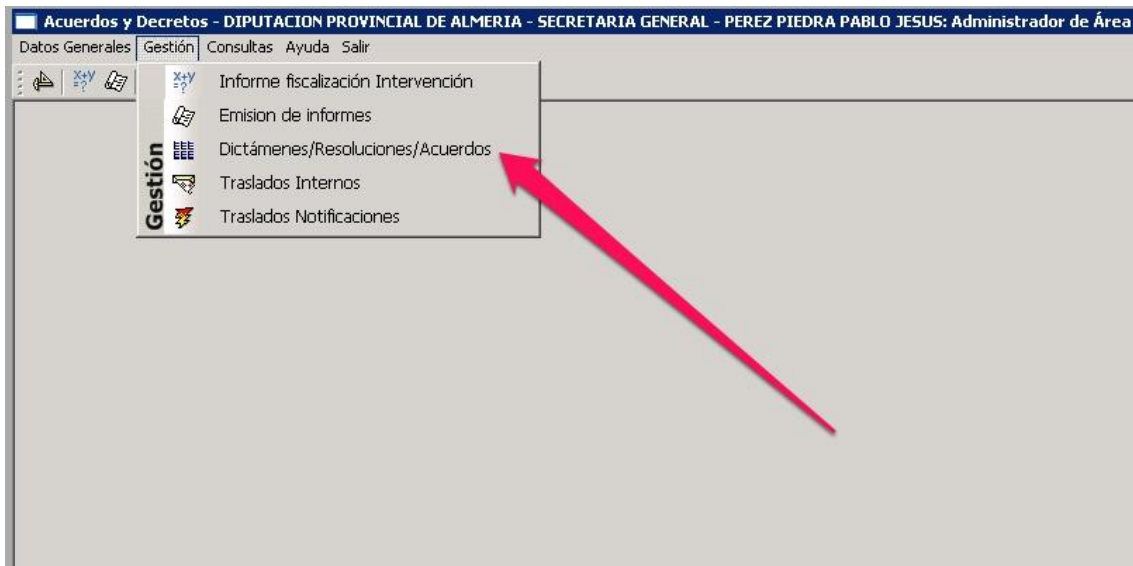 Acuerdos y Decretos - DIPUTACION PROVINCIAL DE ALMERIA - SECRETARIA GENERAL - PEREZ PIEDRA PABLO JESUS: Administrador de Área
Datos Generales Gestión Consultas Ayuda Salir
X+Y =?
Gestión
X+Y =? Informe fiscalización Intervención
Emision de informes
Dictámenes/Resoluciones/Acuerdos
Traslados Internos
Traslados Notificaciones